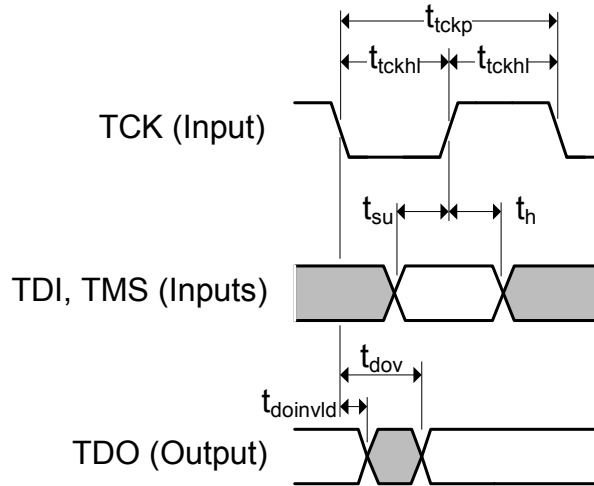 ttckp
ttckhl ttckhl
TCK (Input)
tsu th
TDI, TMS (Inputs)
tdov
tdoinvld
TDO (Output)